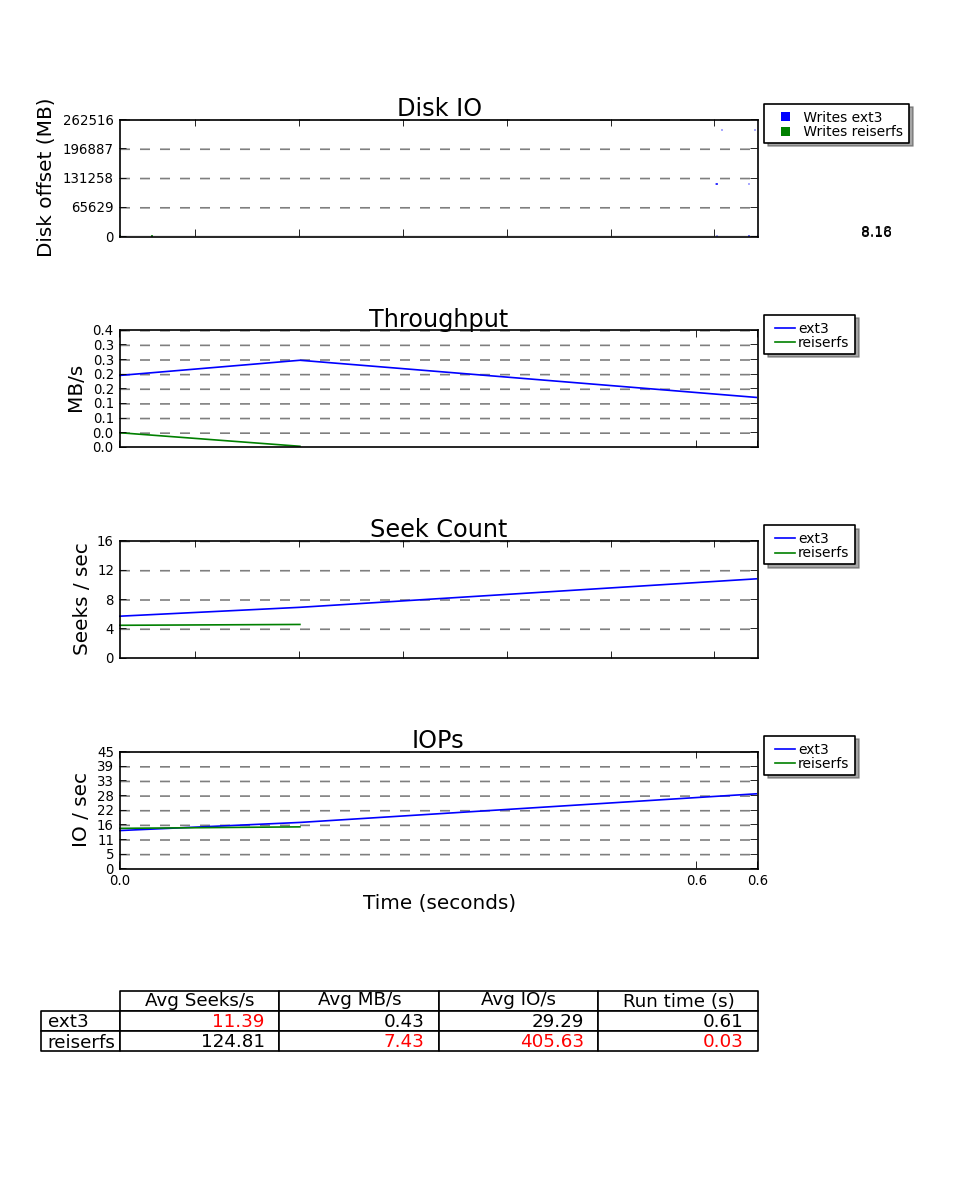 Disk IO
Disk offset (MB)
262516
196887
131258
65629
0
Writes ext3
Writes reiserfs
8.16
Throughput
MB/s
0.4
0.3
0.3
0.2
0.2
0.1
0.1
0.0
0.0
ext3
reiserfs
Seek Count
Seeks / sec
16
12
8
4
0
ext3
reiserfs
IOPs
IO / sec
45
39
33
28
22
16
11
5
0
ext3
reiserfs
0.0 0.6 0.6
Time (seconds)
Avg Seeks/s Avg MB/s Avg IO/s Run time (s)
ext3 11.39 0.43 29.29 0.61
reiserfs 124.81 7.43 405.63 0.03